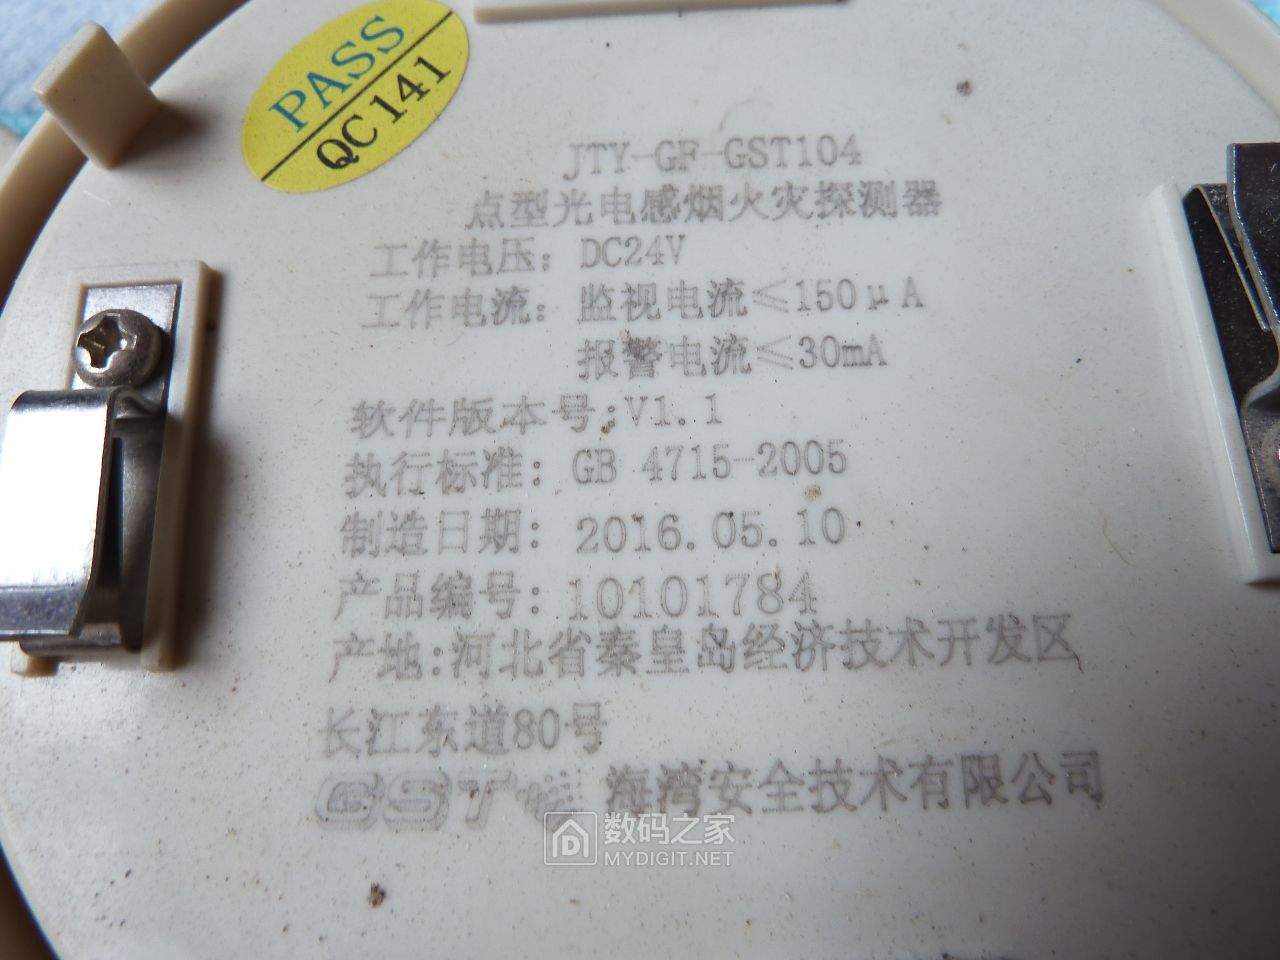 PASS
QC141
JTY-GF-GST104
点型光电感烟火灾探测器
工作电压: DC24V
工作电流: 监视电流≤150μA
报警电流≤30mA
软件版本号:V1.1
执行标准: GB 4715-2005
制造日期: 2016.05.10
产品编号: 10101784
产地:河北省秦皇岛经济技术开发区
长江东道80号
GST 海湾安全技术有限公司
数码之家
MYDIGIT.NET